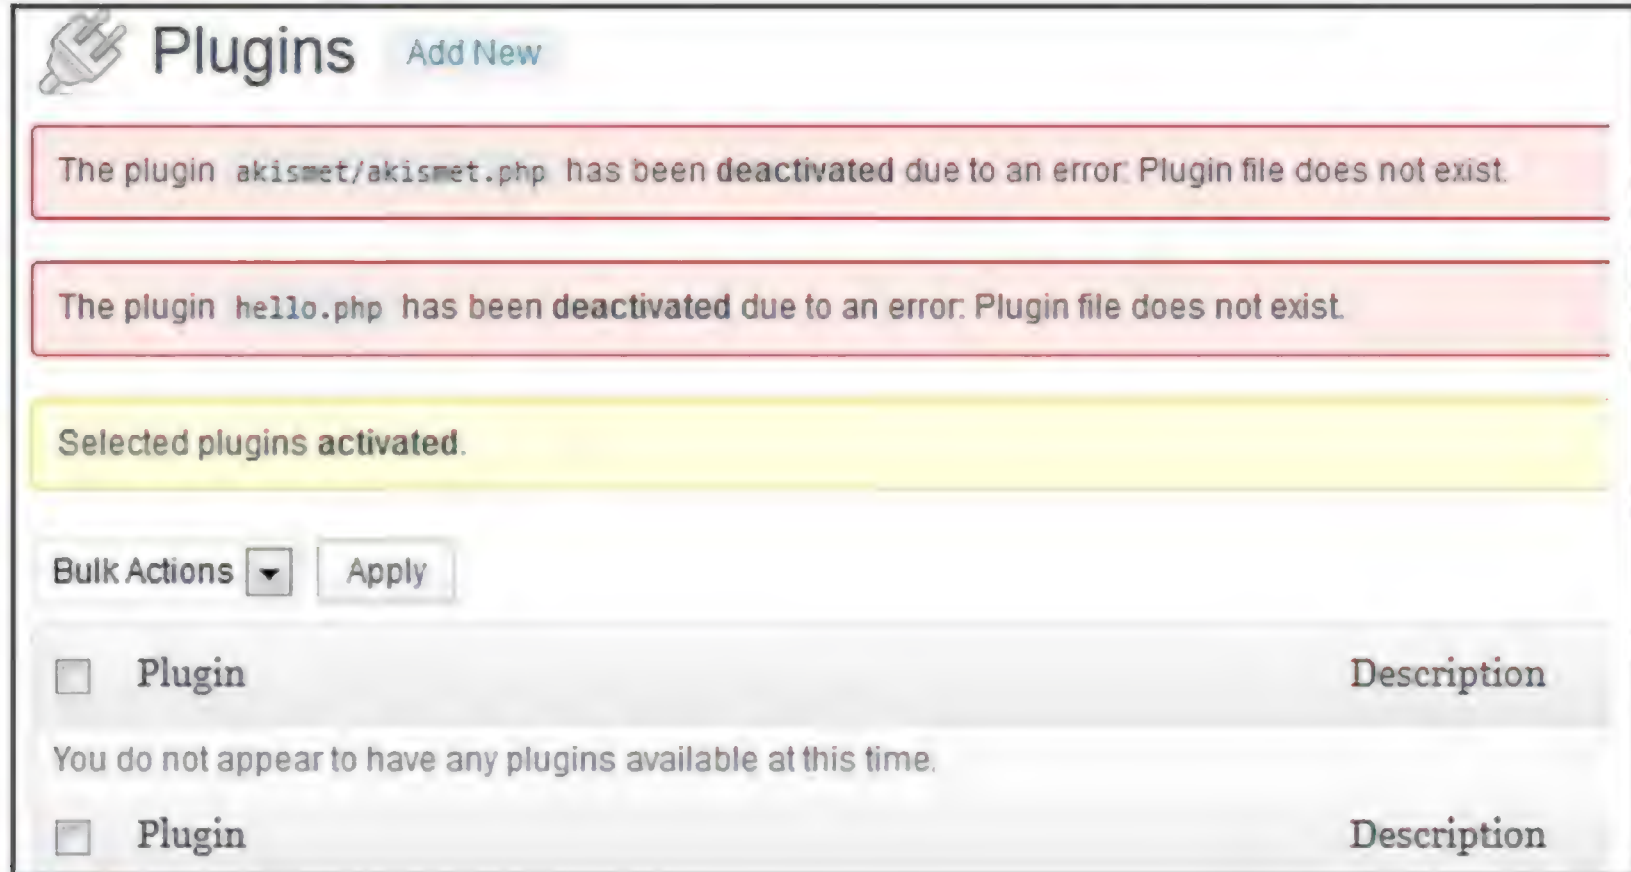 Plugins Add New
The plugin akismet/akismet.php has been deactivated due to an error: Plugin file does not exist.
The plugin hello.php has been deactivated due to an error: Plugin file does not exist.
Selected plugins activated.
Bulk Actions Apply
Plugin Description
You do not appear to have any plugins available at this time.
Plugin Description